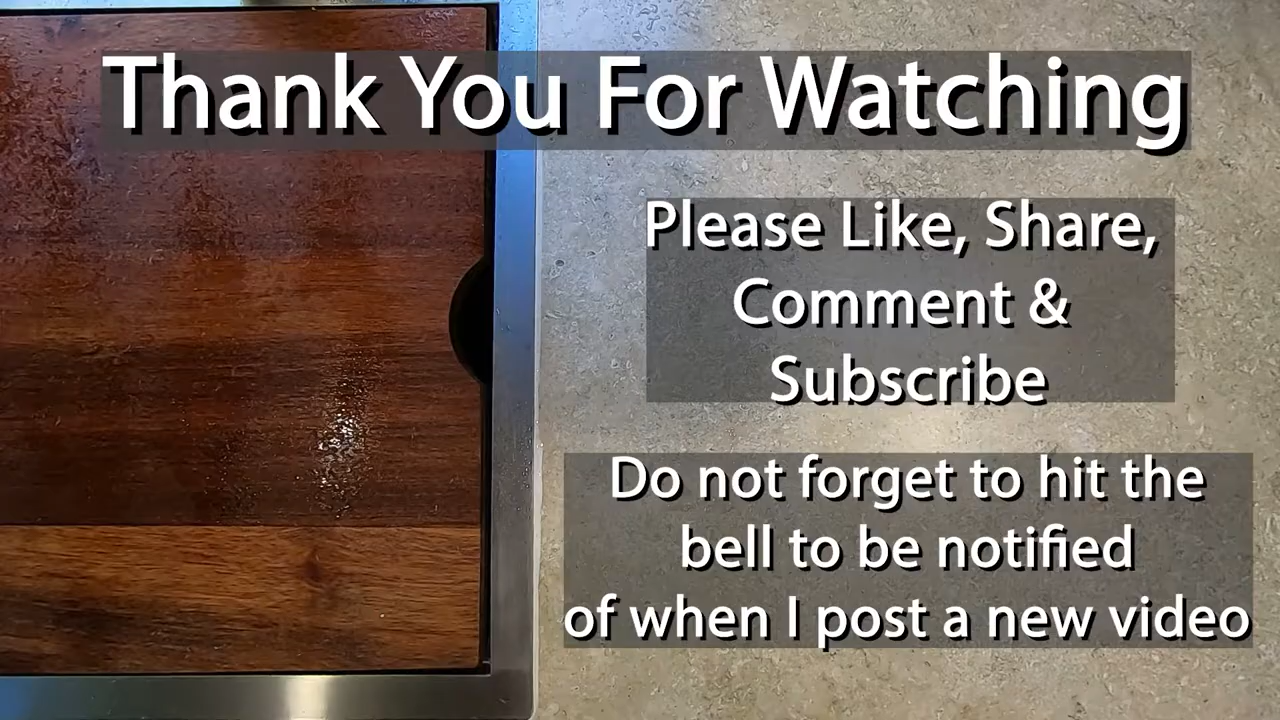 Thank You For Watching
Please Like, Share,
Comment &
Subscribe
Do not forget to hit the
bell to be notified
of when I post a new video